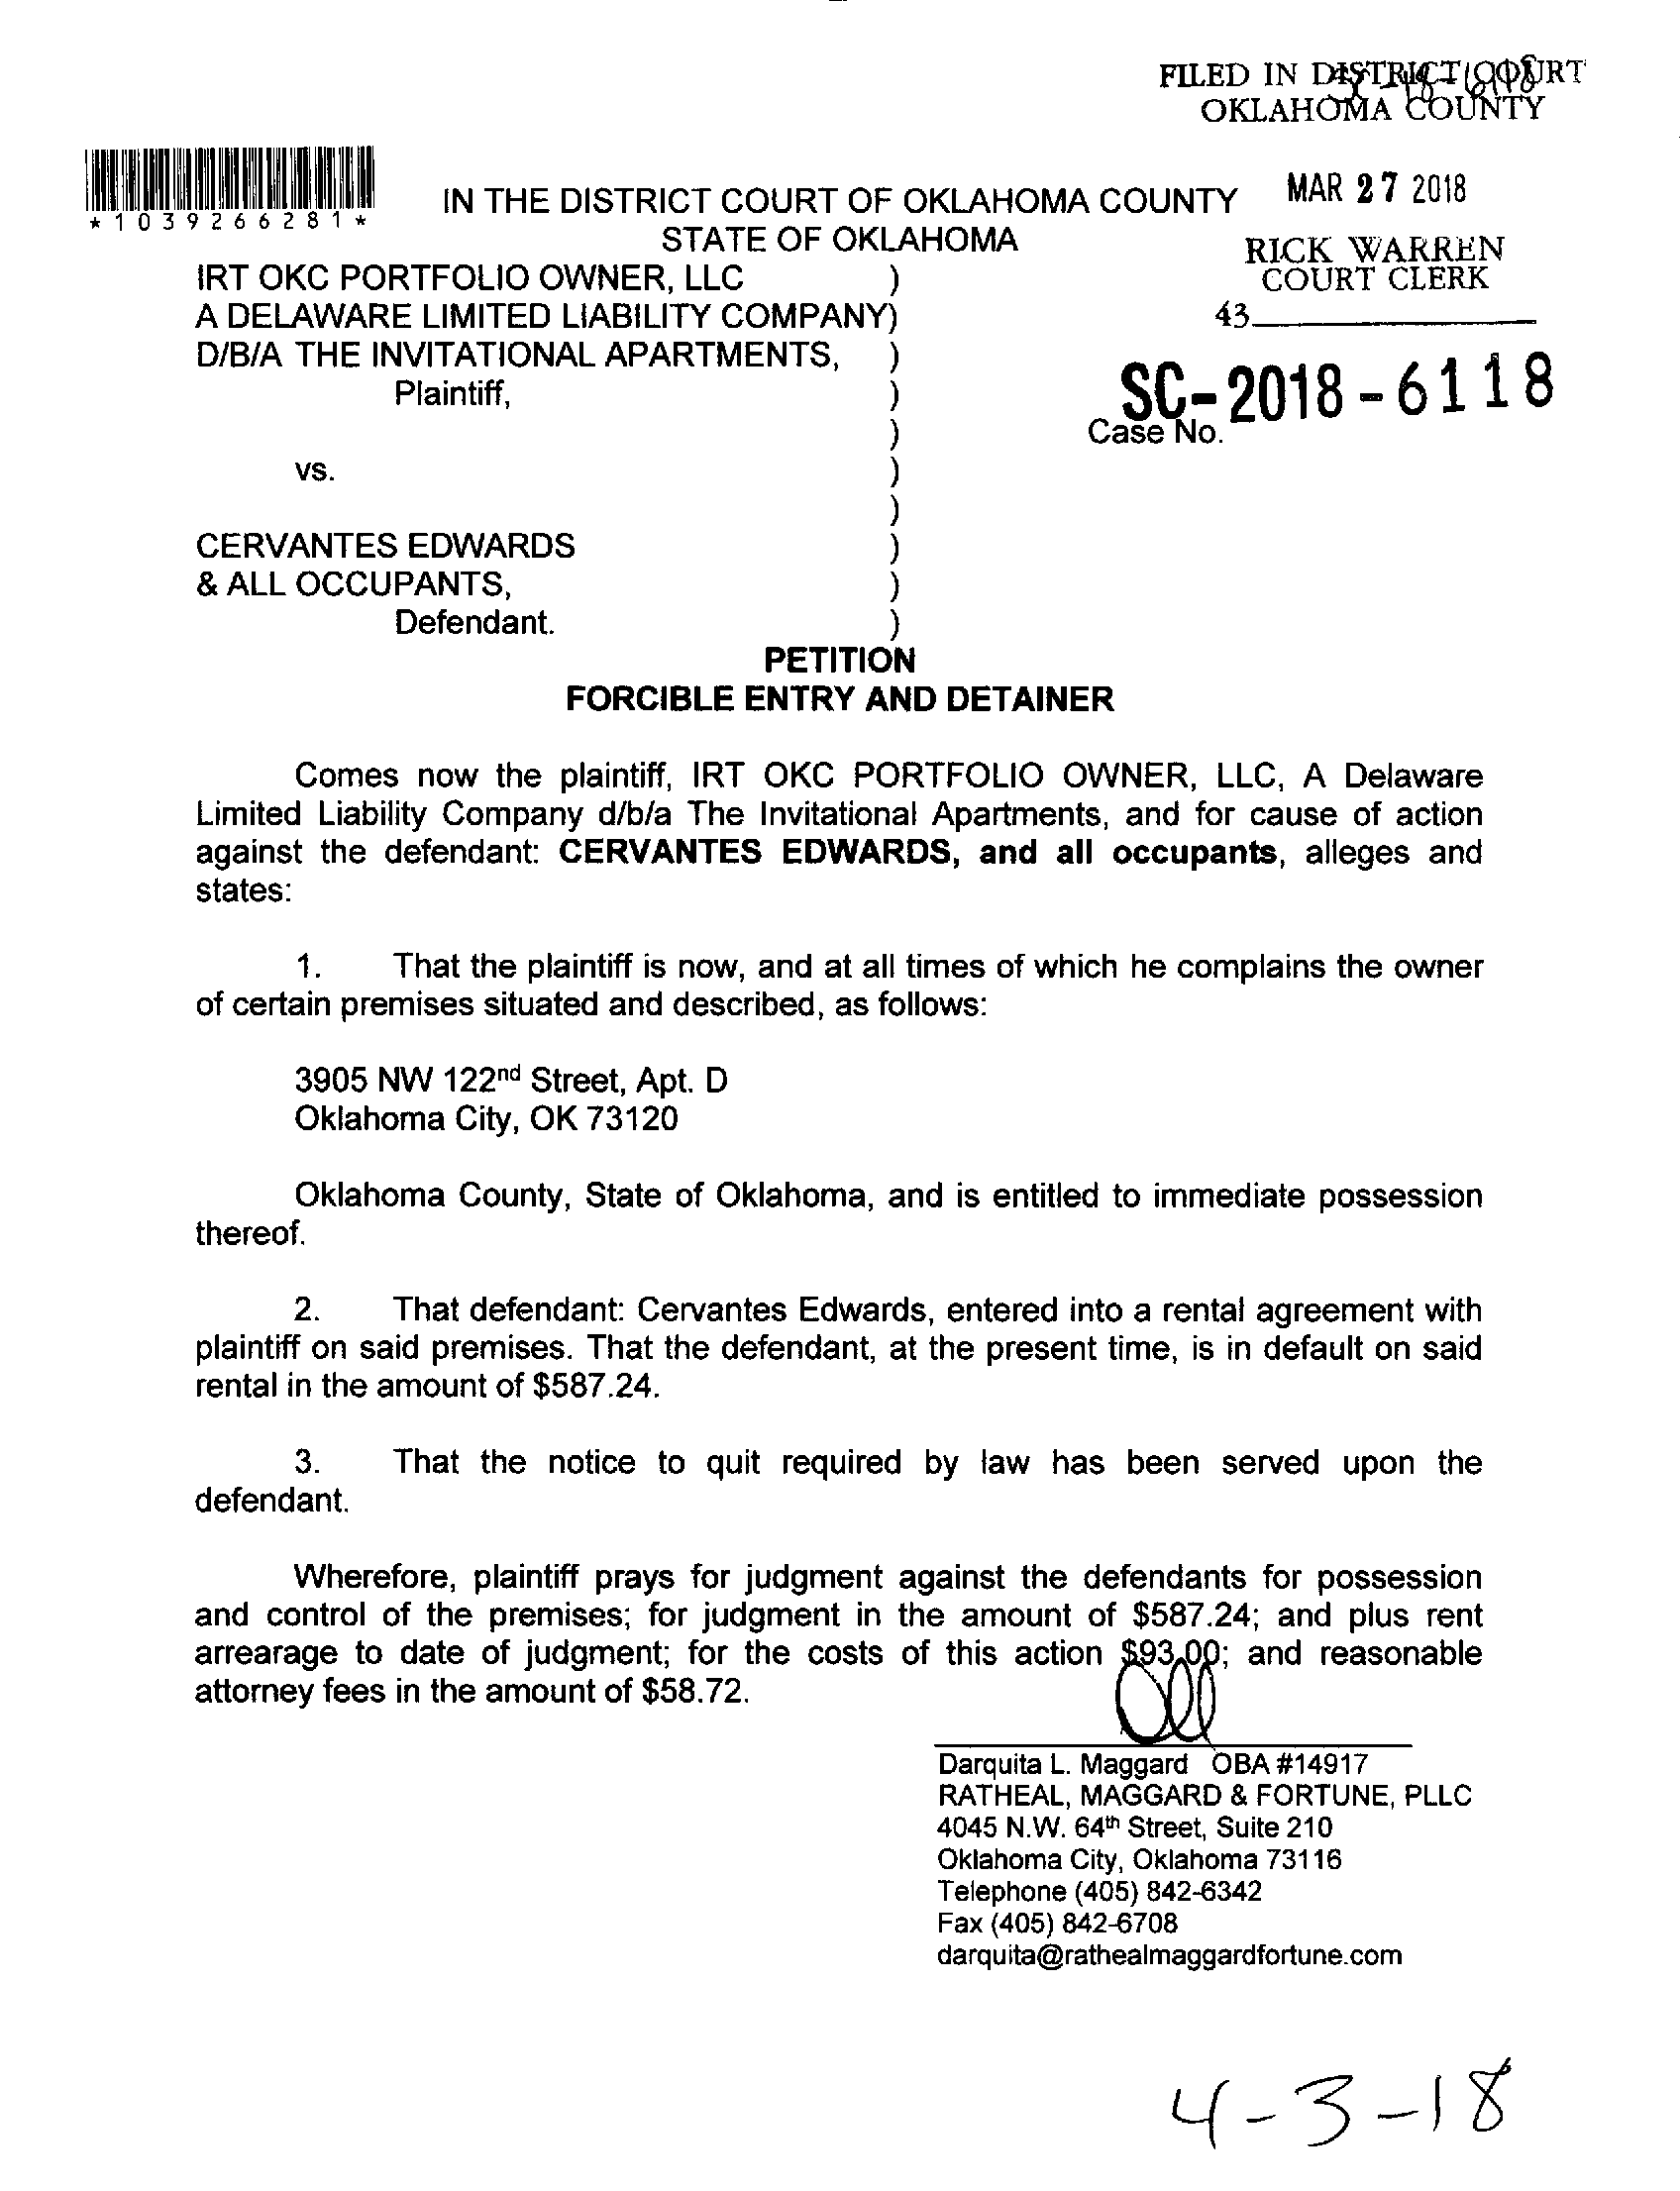 FILED IN DISTRICT COURT
OKLAHOMA COUNTY
MAR 27 2018
RICK WARREN
COURT CLERK
43
*1039266281*
IN THE DISTRICT COURT OF OKLAHOMA COUNTY
STATE OF OKLAHOMA
IRT OKC PORTFOLIO OWNER, LLC )
A DELAWARE LIMITED LIABILITY COMPANY)
D/B/A THE INVITATIONAL APARTMENTS, )
Plaintiff, )
)
vs. )
)
CERVANTES EDWARDS )
& ALL OCCUPANTS, )
Defendant. )
SC-2018-6118
Case No.
PETITION
FORCIBLE ENTRY AND DETAINER
Comes now the plaintiff, IRT OKC PORTFOLIO OWNER, LLC, A Delaware
Limited Liability Company d/b/a The Invitational Apartments, and for cause of action
against the defendant: CERVANTES EDWARDS, and all occupants, alleges and
states:
1. That the plaintiff is now, and at all times of which he complains the owner
of certain premises situated and described, as follows:
3905 NW 122nd Street, Apt. D
Oklahoma City, OK 73120
Oklahoma County, State of Oklahoma, and is entitled to immediate possession
thereof.
2. That defendant: Cervantes Edwards, entered into a rental agreement with
plaintiff on said premises. That the defendant, at the present time, is in default on said
rental in the amount of $587.24.
3. That the notice to quit required by law has been served upon the
defendant.
Wherefore, plaintiff prays for judgment against the defendants for possession
and control of the premises; for judgment in the amount of $587.24; and plus rent
arrearage to date of judgment; for the costs of this action $93.00; and reasonable
attorney fees in the amount of $58.72.
Darquita L. Maggard OBA #14917
RATHEAL, MAGGARD & FORTUNE, PLLC
4045 N.W. 64th Street, Suite 210
Oklahoma City, Oklahoma 73116
Telephone (405) 842-6342
Fax (405) 842-6708
darquita@rathealmaggardfortune.com
4-3-18